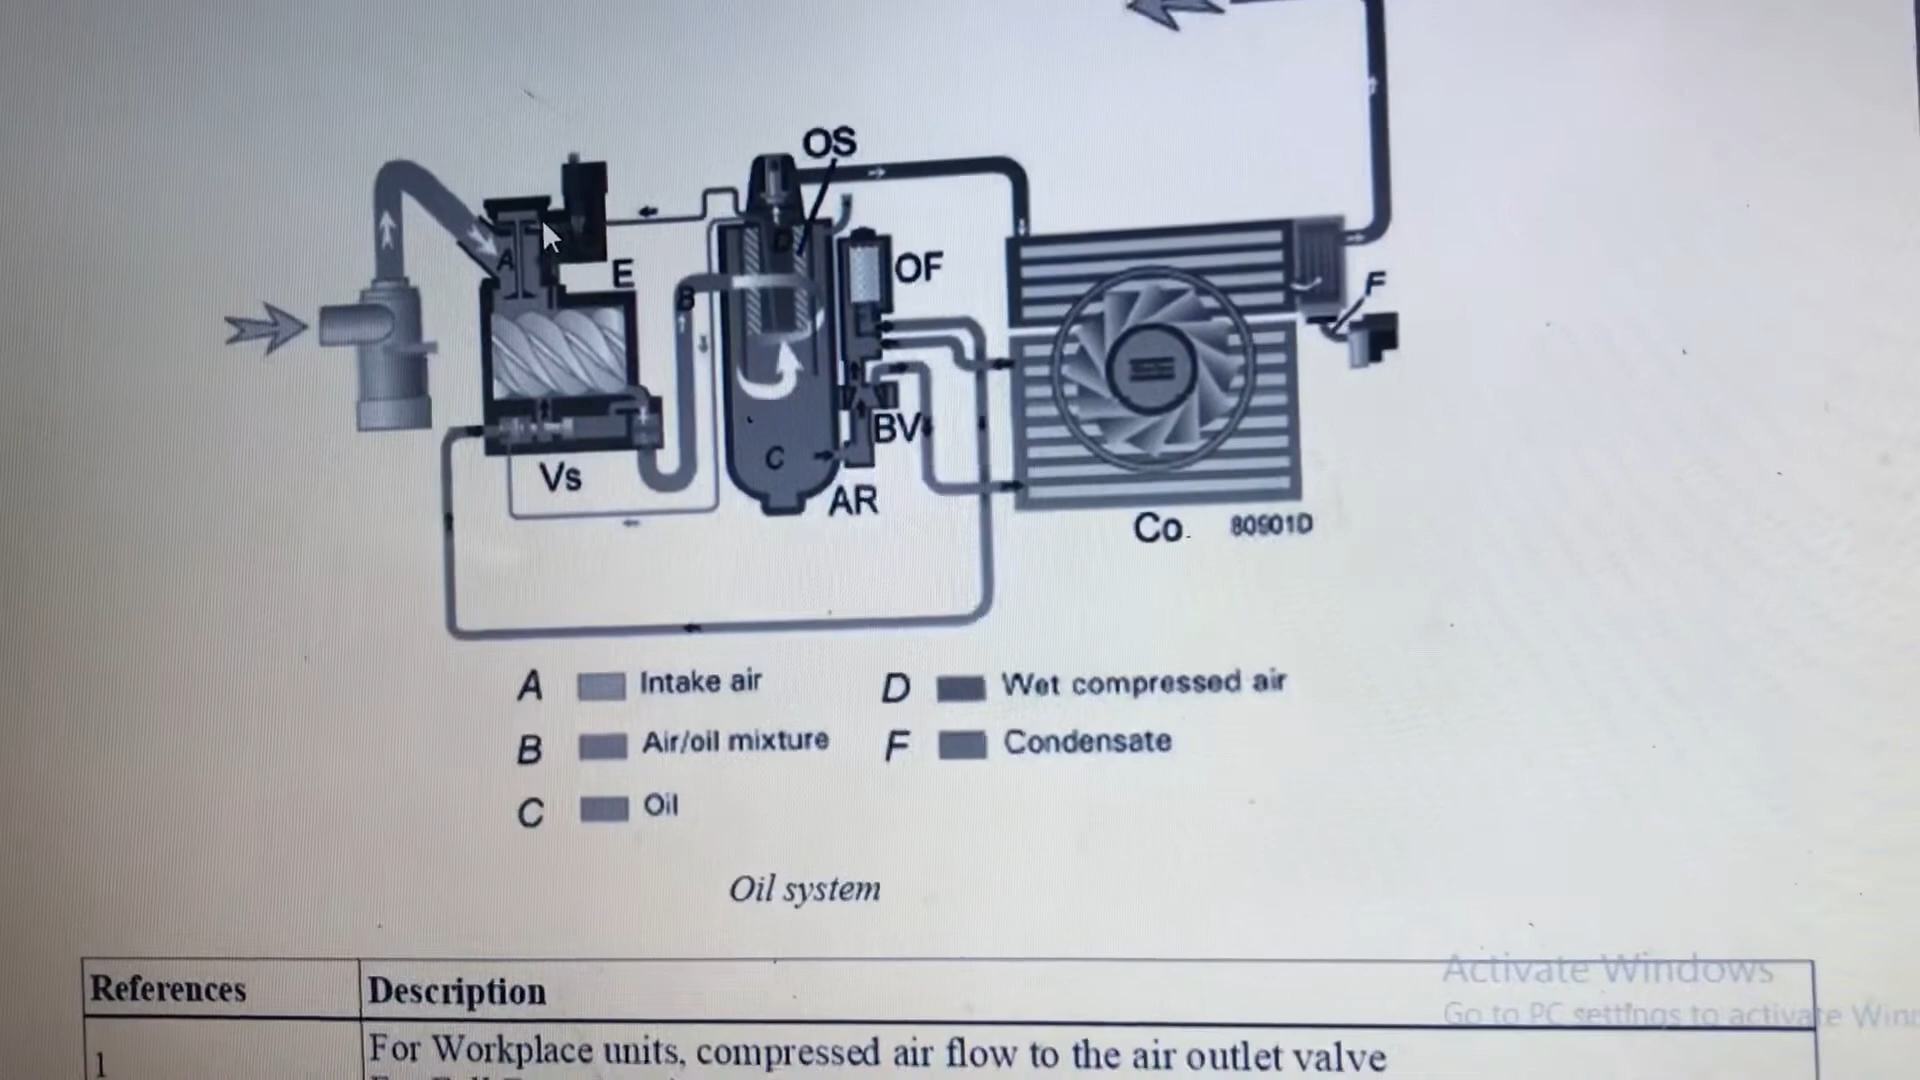 OS
A
E
B
D
OF
F
BV
C
Vs
AR
Co.
80901D
A Intake air
D Wet compressed air
B Air/oil mixture
F Condensate
C Oil
Oil system
References
Description
Activate Windows
Go to PC settings to activate
1
For Workplace units, compressed air flow to the air outlet valve